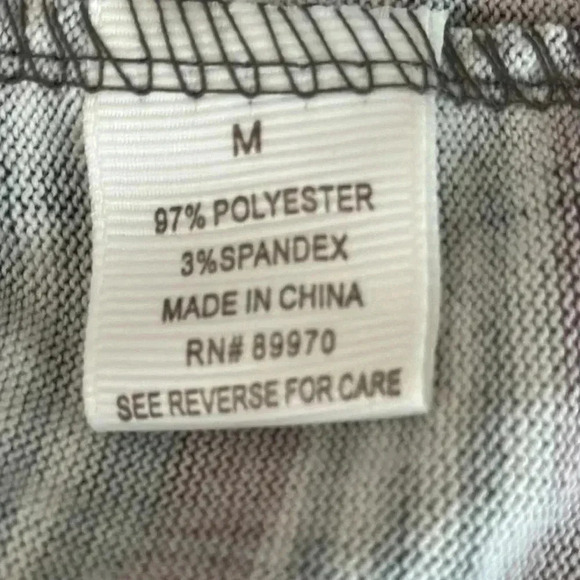 M
97% POLYESTER
3%SPANDEX
MADE IN CHINA
RN# 89970
SEE REVERSE FOR CARE